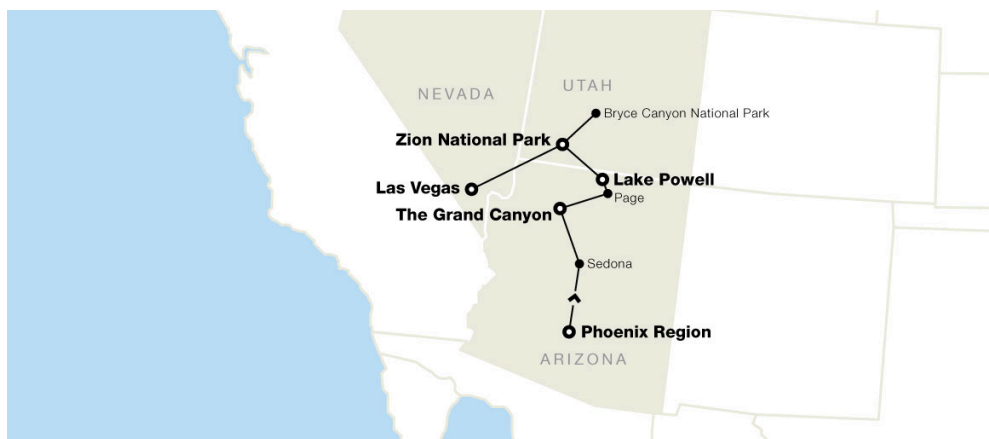 UTAH
NEVADA
Bryce Canyon National Park
Zion National Park
Lake Powell
Las Vegas
Page
The Grand Canyon
Sedona
Phoenix Region
ARIZONA